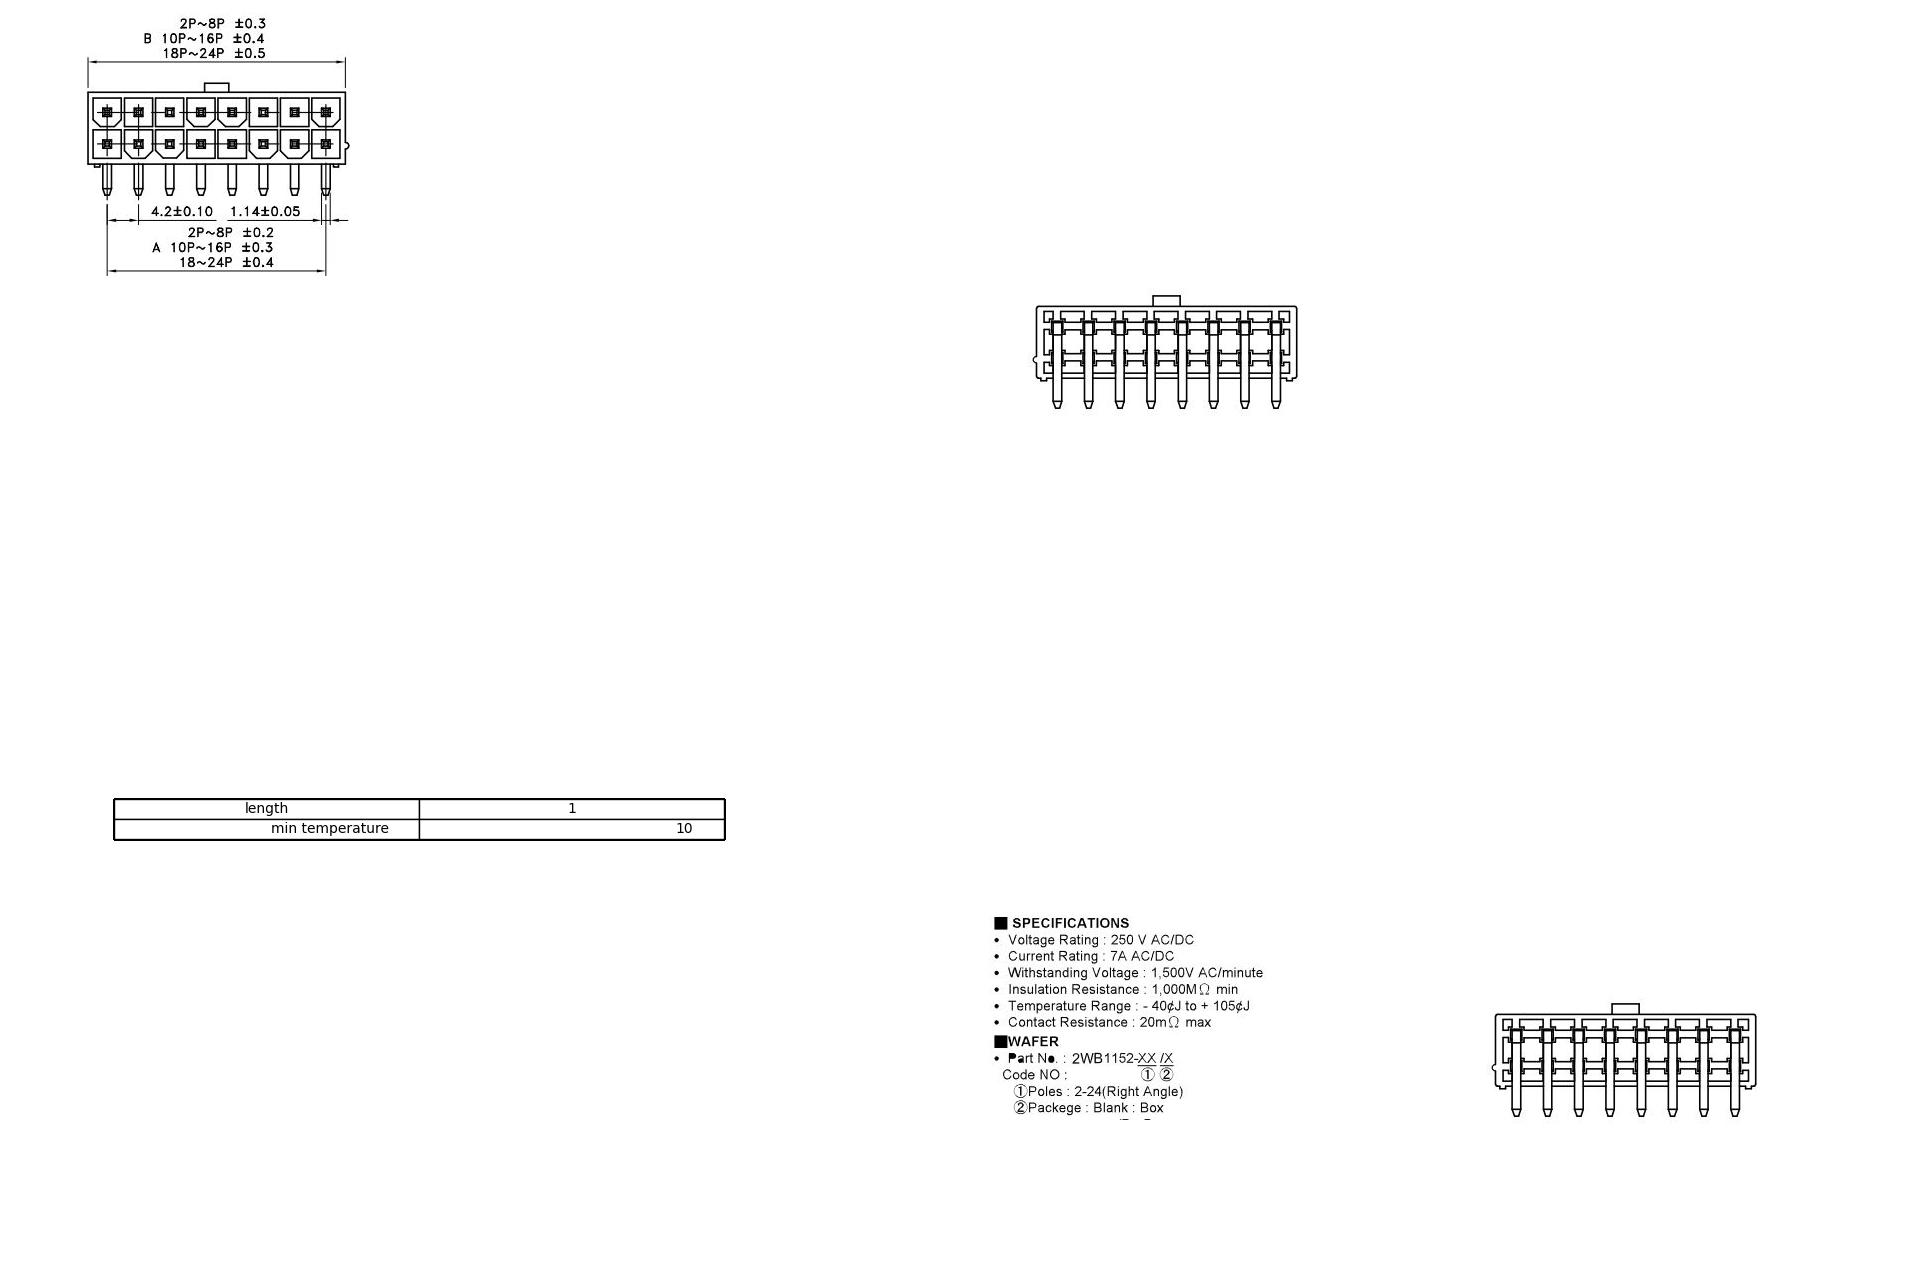 2P~8P ±0.3
B 10P~16P ±0.4
18P~24P ±0.5
4.2±0.10 1.14±0.05
2P~8P ±0.2
A 10P~16P ±0.3
18~24P ±0.4
length 1
min temperature 10
■ SPECIFICATIONS
• Voltage Rating : 250 V AC/DC
• Current Rating : 7A AC/DC
• Withstanding Voltage : 1,500V AC/minute
• Insulation Resistance : 1,000MΩ min
• Temperature Range : - 40¢J to + 105¢J
• Contact Resistance : 20mΩ max
■WAFER
• Part No. : 2WB1152-XX /X
Code NO : ① ②
①Poles : 2-24(Right Angle)
②Packege : Blank : Box